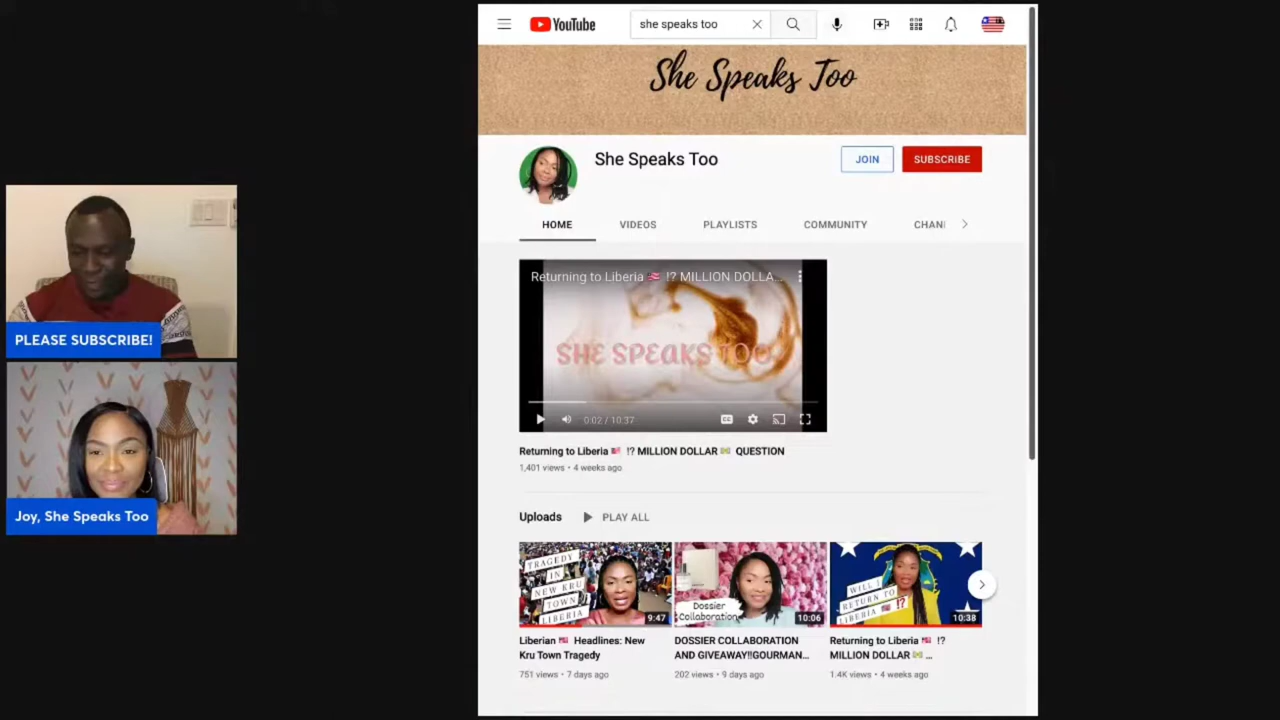 YouTube
she speaks too
She Speaks Too
She Speaks Too
JOIN
SUBSCRIBE
HOME
VIDEOS
PLAYLISTS
COMMUNITY
CHAN
Returning to Liberia 🇱🇷 !? MILLION DOLLA...
SHE SPEAKS TOO
0:02 / 10:37
Returning to Liberia 🇱🇷 !? MILLION DOLLAR 💵 QUESTION
1,401 views • 4 weeks ago
Uploads
PLAY ALL
TRAGEDY
IN
NEW KRU
TOWN
LIBERIA
9:47
Liberian 🇱🇷 Headlines: New
Kru Town Tragedy
751 views • 7 days ago
Dossier
Collaboration
10:06
DOSSIER COLLABORATION
AND GIVEAWAY!!GOURMAN...
202 views • 9 days ago
WILL I
RETURN TO
LIBERIA 🇱🇷 !?
10:38
Returning to Liberia 🇱🇷 !?
MILLION DOLLAR 💵 ...
1.4K views • 4 weeks ago
PLEASE SUBSCRIBE!
Joy, She Speaks Too